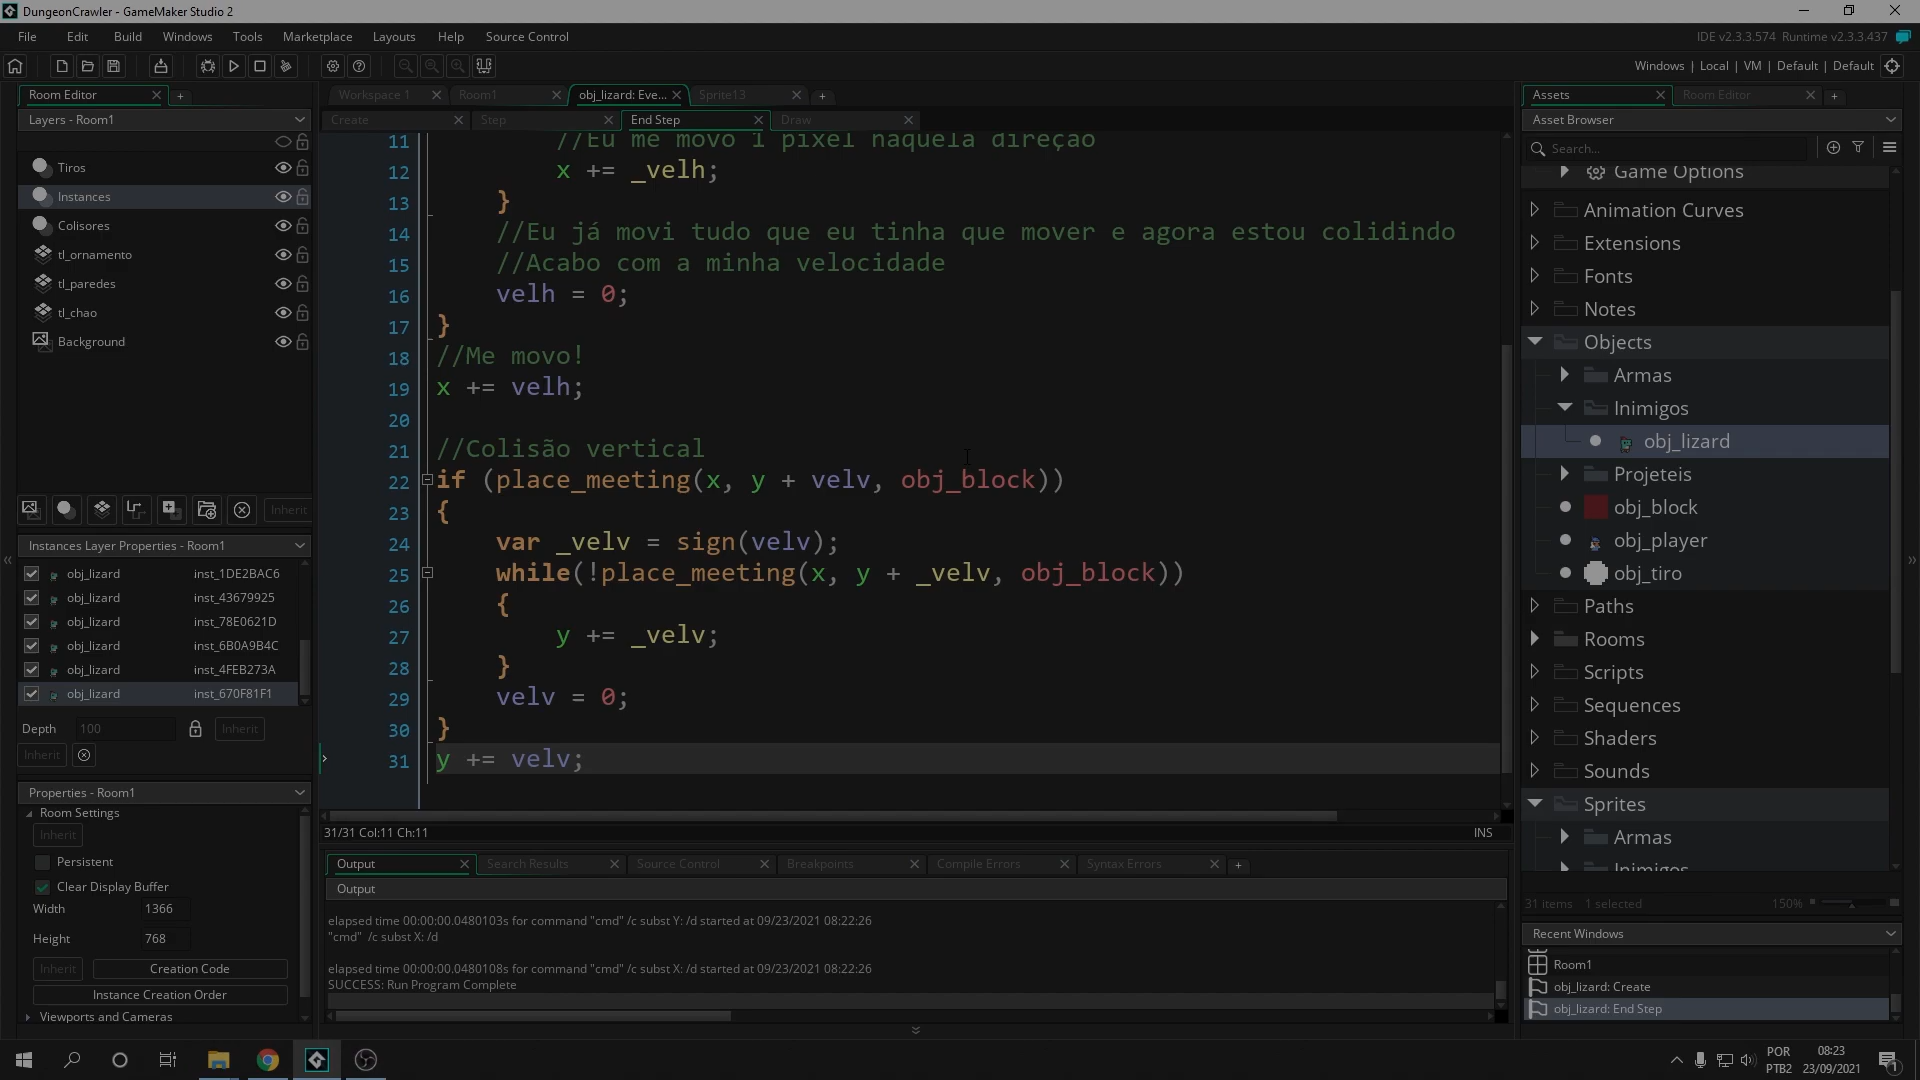 DungeonCrawler - GameMaker Studio 2
File Edit Build Windows Tools Marketplace Layouts Help Source Control
IDE v2.3.3.574 Runtime v2.3.3.437
Windows | Local | VM | Default | Default
Room Editor
Layers - Room1
Tiros
Instances
Colisores
tl_ornamento
tl_paredes
tl_chao
Background
Inherit
Instances Layer Properties - Room1
obj_lizard inst_1DE2BAC6
obj_lizard inst_43679925
obj_lizard inst_78E0621D
obj_lizard inst_6B0A9B4C
obj_lizard inst_4FEB273A
obj_lizard inst_670F81F1
Depth 100 Inherit
Inherit
Properties - Room1
Room Settings
Inherit
Persistent
Clear Display Buffer
Width 1366
Height 768
Inherit Creation Code
Instance Creation Order
Viewports and Cameras
Workspace 1 Room1 obj_lizard: Eve... Sprite13
Create Step End Step Draw
11 //Eu me movo 1 pixel naquela direção
12 x += _velh;
13 }
14 //Eu já movi tudo que eu tinha que mover e agora estou colidindo
15 //Acabo com a minha velocidade
16 velh = 0;
17 }
18 //Me movo!
19 x += velh;
20
21 //Colisão vertical
22 if (place_meeting(x, y + velv, obj_block))
23 {
24 var _velv = sign(velv);
25 while(!place_meeting(x, y + _velv, obj_block))
26 {
27 y += _velv;
28 }
29 velv = 0;
30 }
31 y += velv;
31/31 Col:11 Ch:11 INS
Output Search Results Source Control Breakpoints Compile Errors Syntax Errors
Output
elapsed time 00:00:00.0480103s for command "cmd" /c subst Y: /d started at 09/23/2021 08:22:26
"cmd" /c subst X: /d
elapsed time 00:00:00.0480108s for command "cmd" /c subst X: /d started at 09/23/2021 08:22:26
SUCCESS: Run Program Complete
Assets Room Editor
Asset Browser
Search...
Game Options
Animation Curves
Extensions
Fonts
Notes
Objects
Armas
Inimigos
obj_lizard
Projeteis
obj_block
obj_player
obj_tiro
Paths
Rooms
Scripts
Sequences
Shaders
Sounds
Sprites
Armas
Inimigos
31 items 1 selected 150%
Recent Windows
Room1
obj_lizard: Create
obj_lizard: End Step
POR
PTB2
08:23
23/09/2021
1